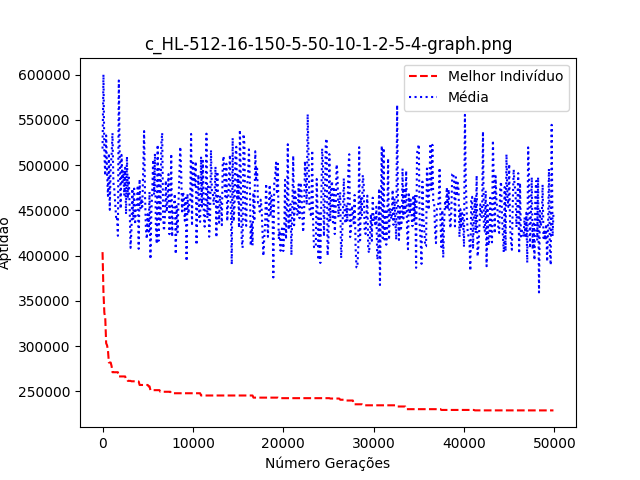 c_HL-512-16-150-5-50-10-1-2-5-4-graph.png
Melhor Indivíduo
Média
600000
550000
500000
450000
400000
350000
300000
250000
Aptidão
0 10000 20000 30000 40000 50000
Número Gerações